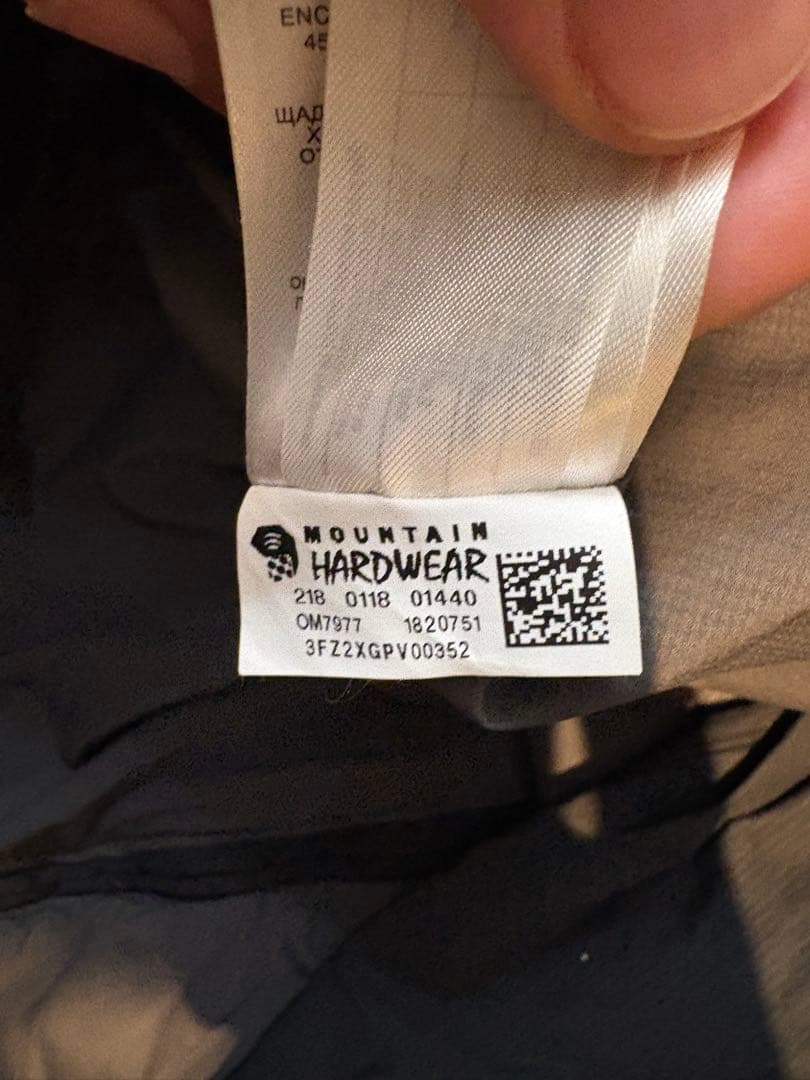 ENC
45
ЩАД
Х
О
MOUNTAIN
HARDWEAR
218 0118 01440
OM7977 1820751
3FZ2XGPV00352